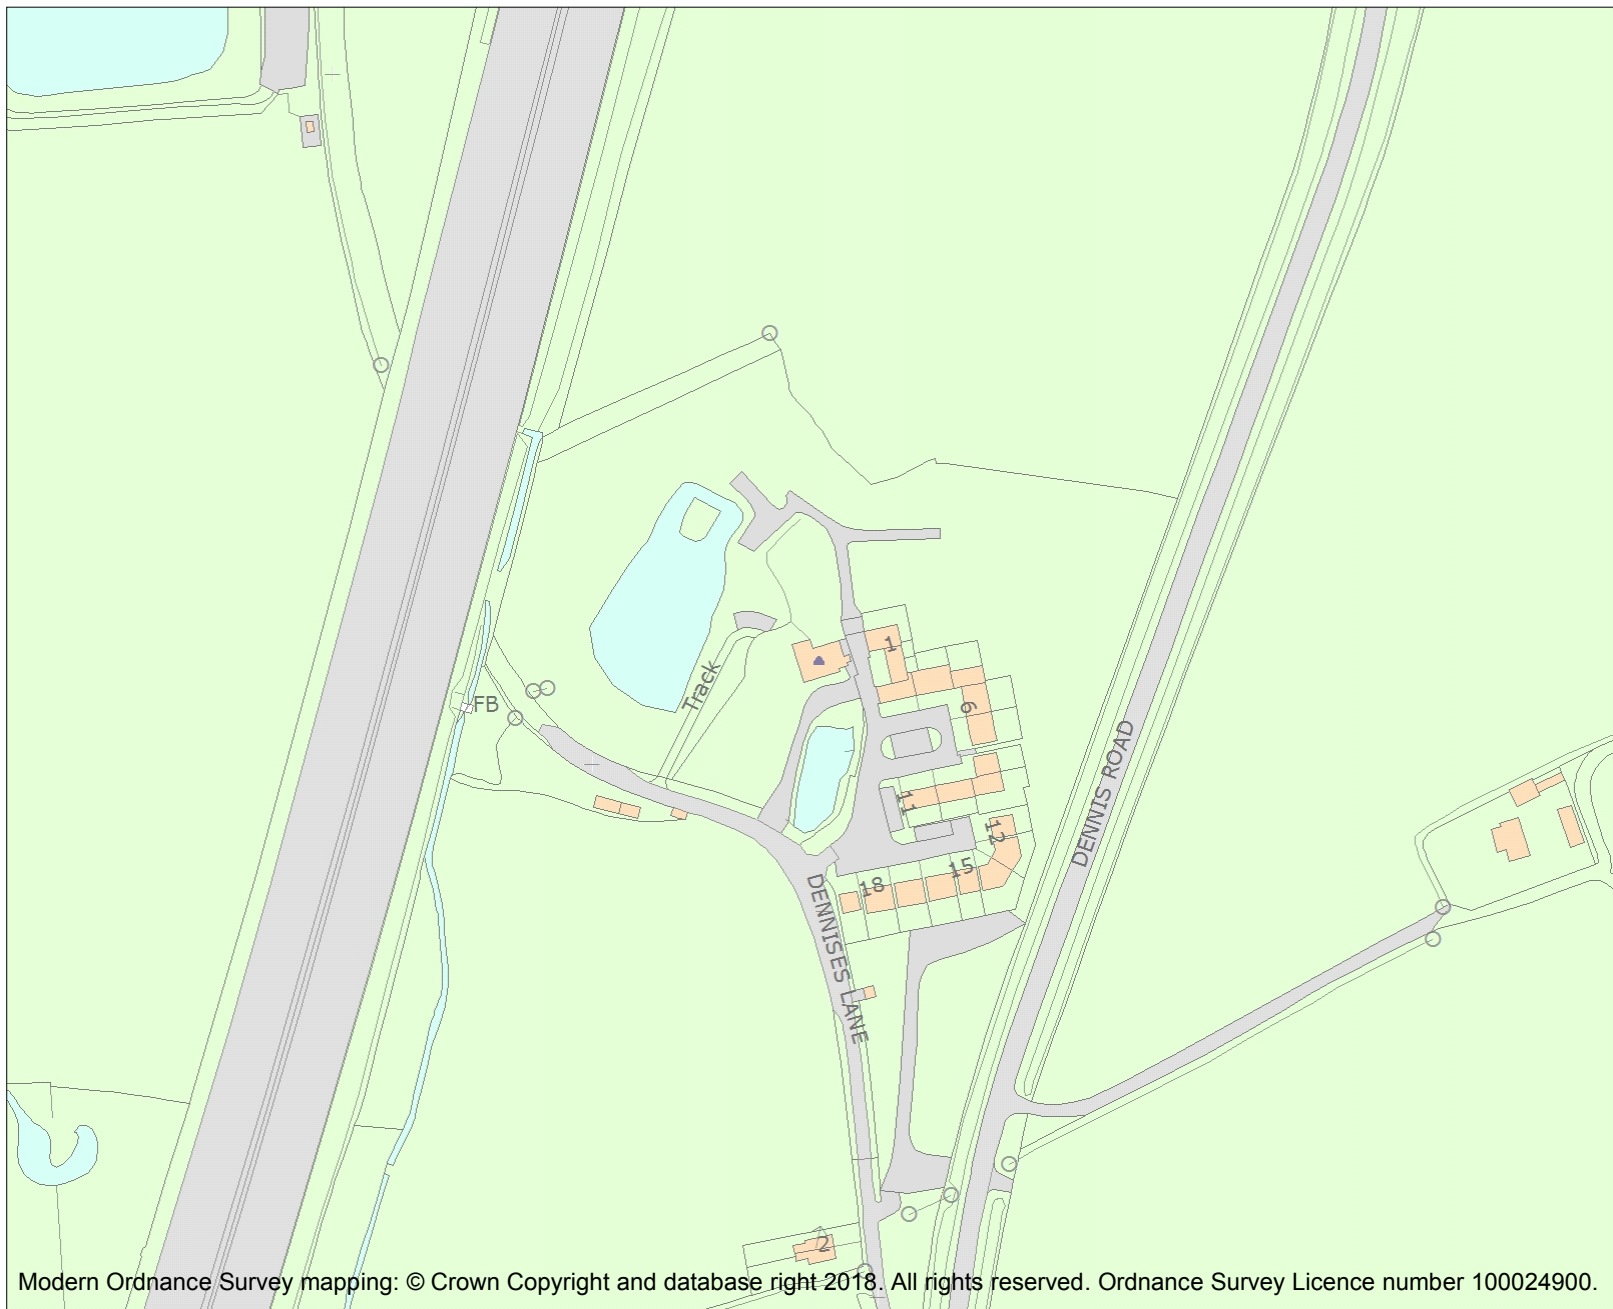 1
Track
FB
6
DENNIS ROAD
11
12
15
18
DENNISES LANE
2
Modern Ordnance Survey mapping: © Crown Copyright and database right 2018. All rights reserved. Ordnance Survey Licence number 100024900.